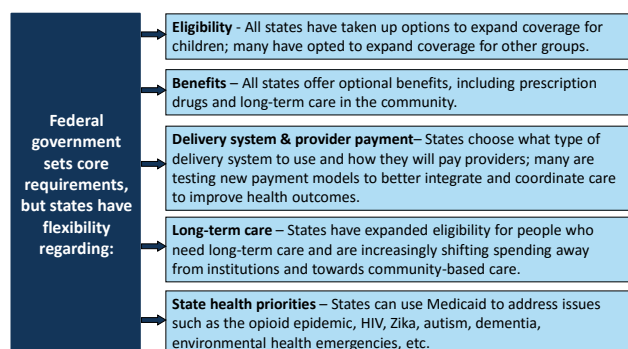 Federal
government
sets core
requirements,
but states have
flexibility
regarding:
Eligibility - All states have taken up options to expand coverage for
children; many have opted to expand coverage for other groups.
Benefits – All states offer optional benefits, including prescription
drugs and long-term care in the community.
Delivery system & provider payment– States choose what type of
delivery system to use and how they will pay providers; many are
testing new payment models to better integrate and coordinate care
to improve health outcomes.
Long-term care – States have expanded eligibility for people who
need long-term care and are increasingly shifting spending away
from institutions and towards community-based care.
State health priorities – States can use Medicaid to address issues
such as the opioid epidemic, HIV, Zika, autism, dementia,
environmental health emergencies, etc.